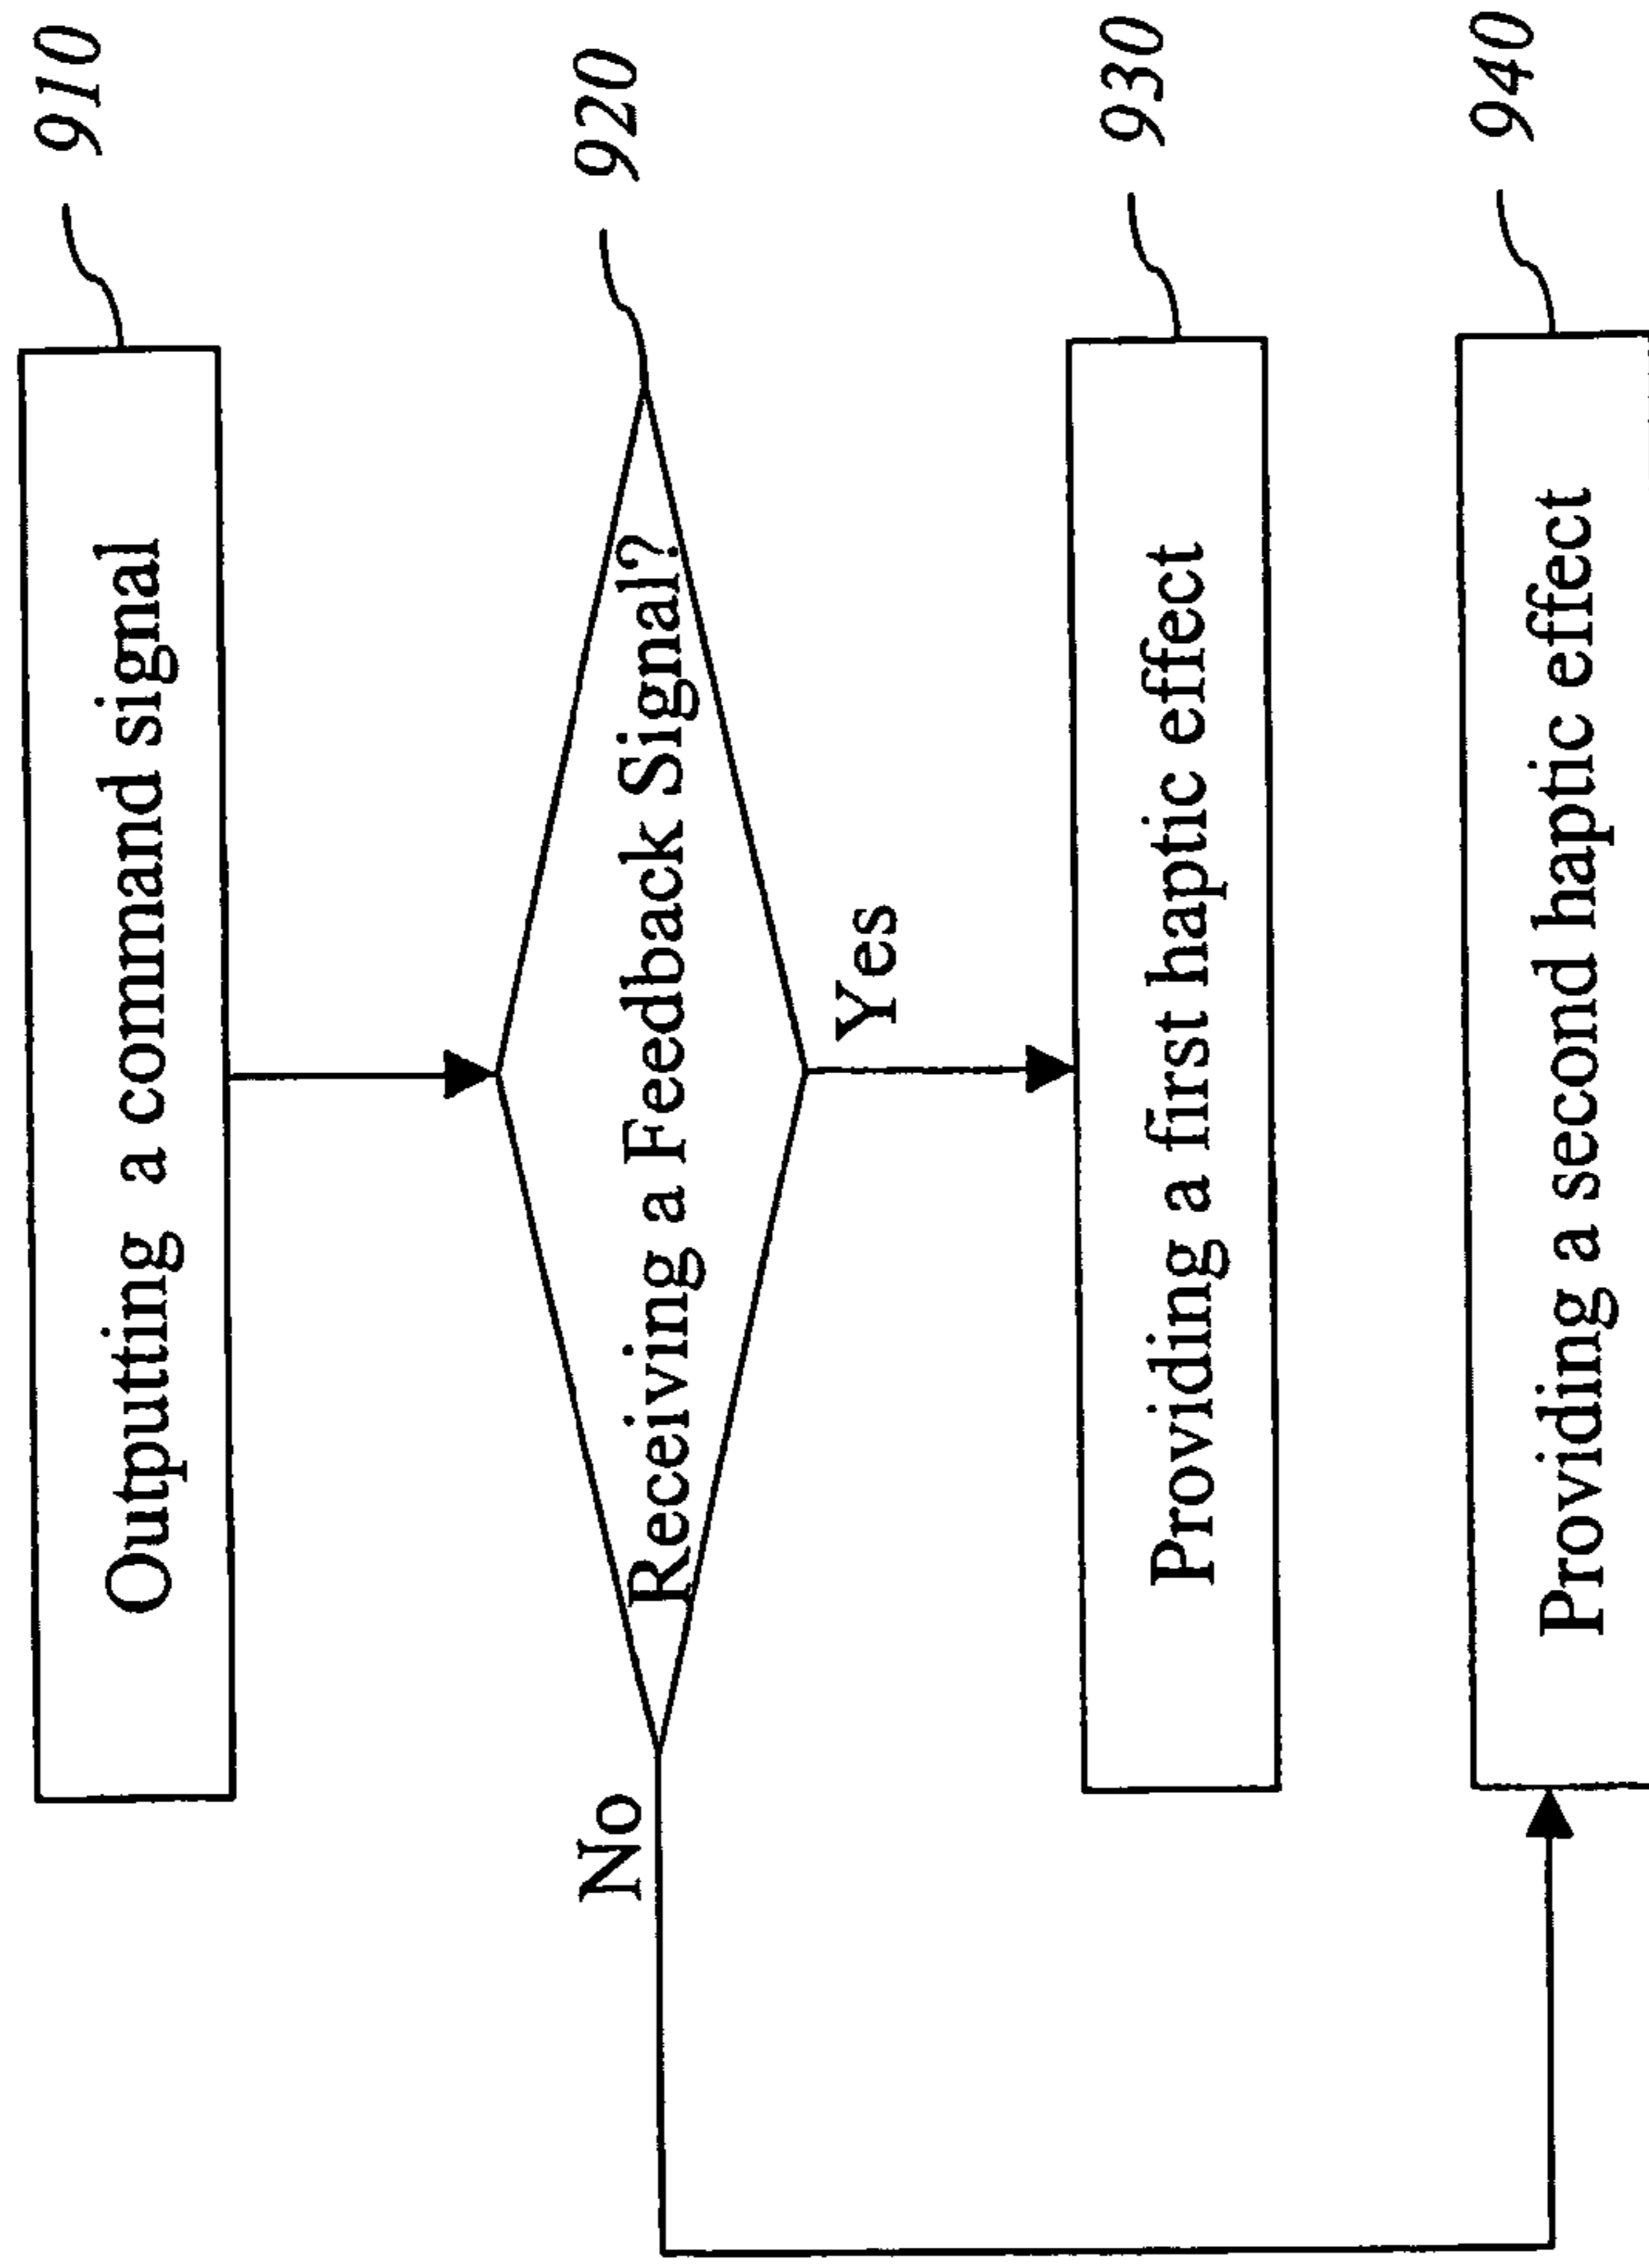 Outputting a command signal
910
Receiving a Feedback Signal?
920
No
Yes
Providing a first haptic effect
930
Providing a second haptic effect
940